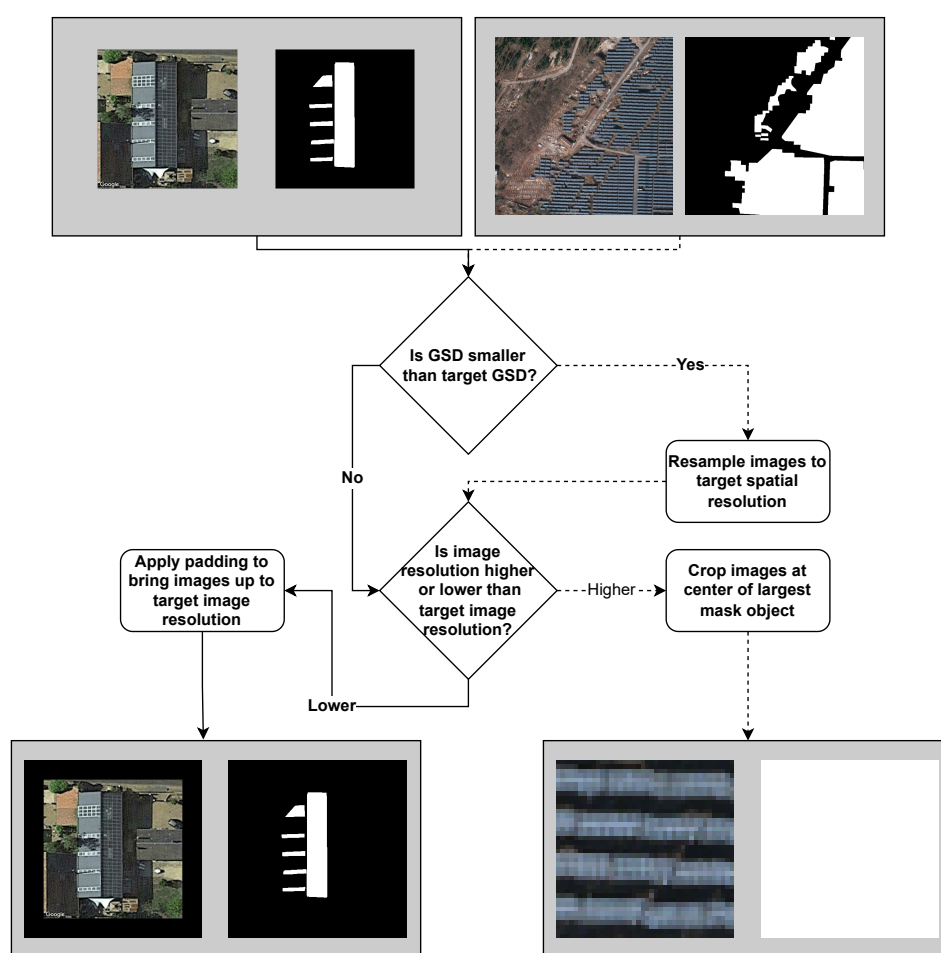 Google
Is GSD smaller
than target GSD?
Yes
No
Resample images to
target spatial
resolution
Apply padding to
bring images up to
target image
resolution
Is image
resolution higher
or lower than
target image
resolution?
Higher
Crop images at
center of largest
mask object
Lower
Google